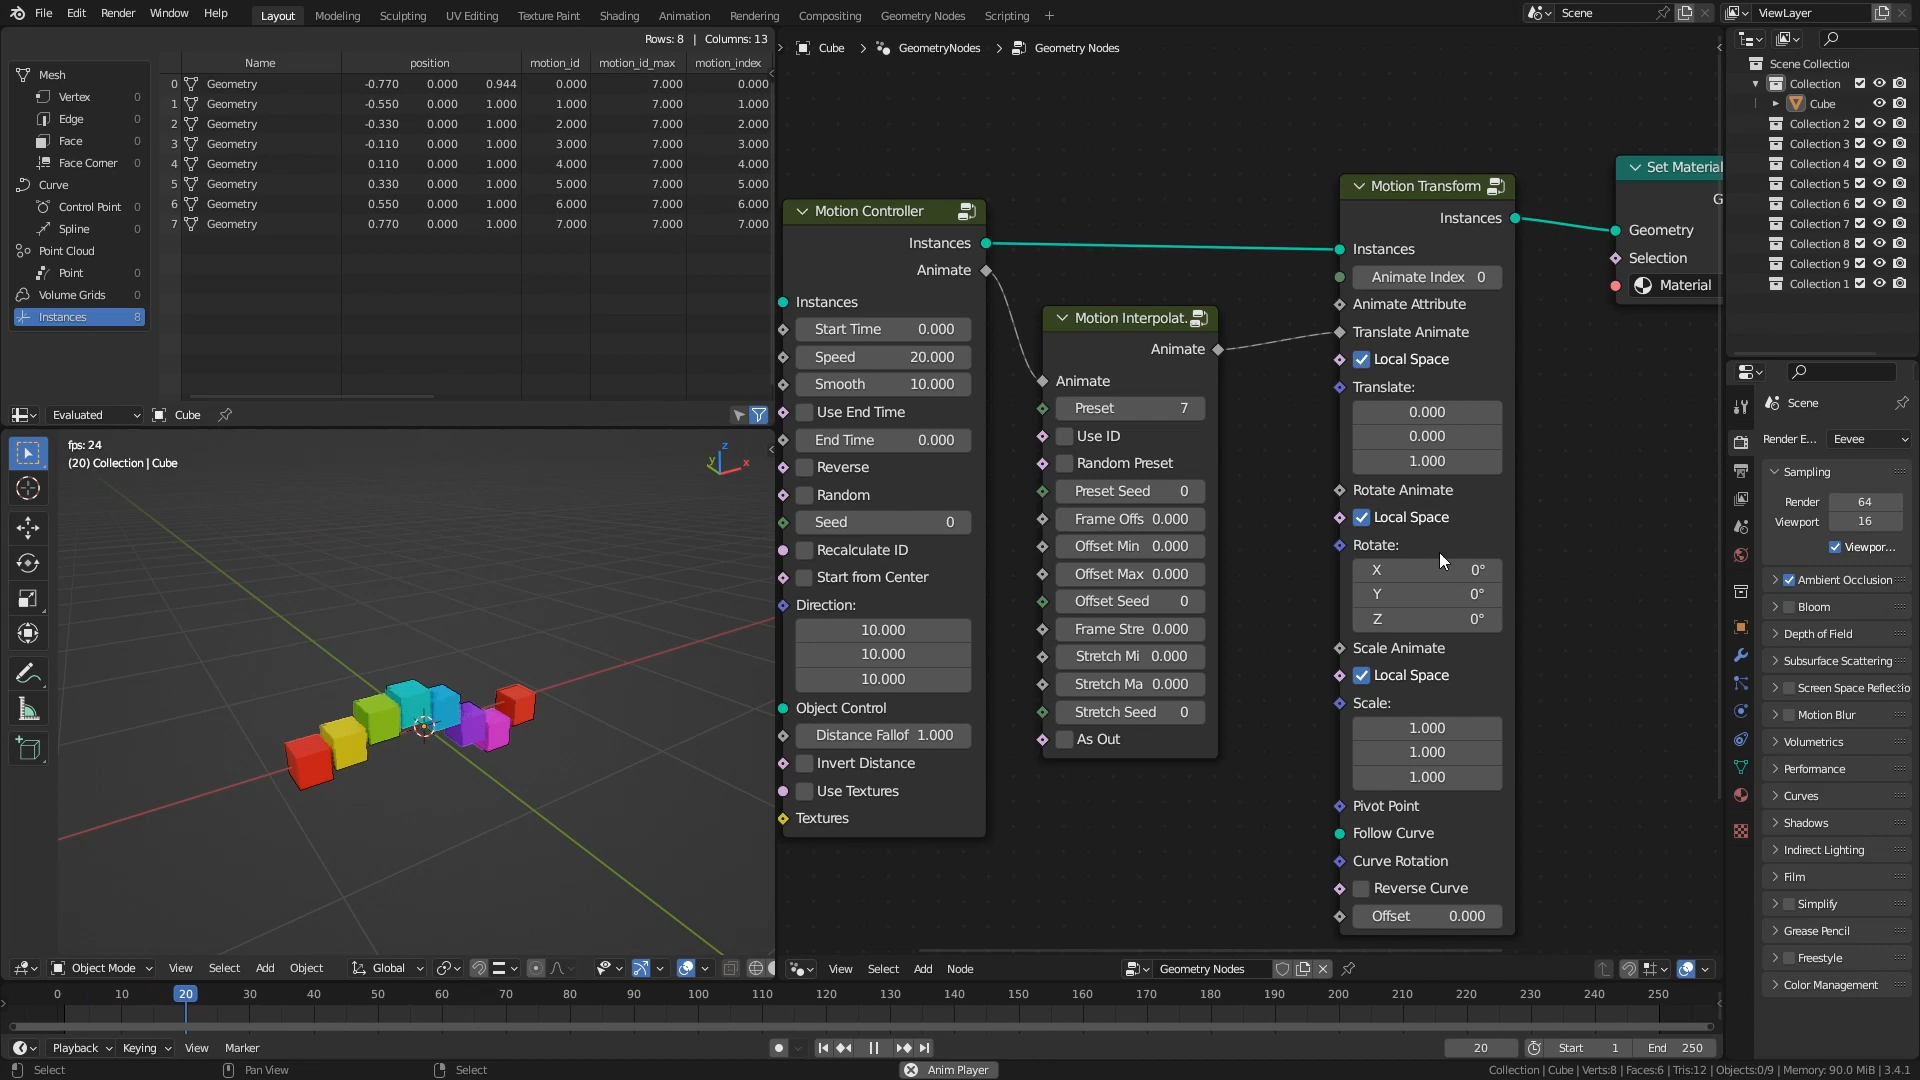 File Edit Render Window Help Layout Modeling Sculpting UV Editing Texture Paint Shading Animation Rendering Compositing Geometry Nodes Scripting + Scene ViewLayer
Rows: 8 | Columns: 13
Name position motion_id motion_id_max motion_index
0 Geometry -0.770 0.000 0.944 0.000 7.000 0.000
1 Geometry -0.550 0.000 1.000 1.000 7.000 1.000
2 Geometry -0.330 0.000 1.000 2.000 7.000 2.000
3 Geometry -0.110 0.000 1.000 3.000 7.000 3.000
4 Geometry 0.110 0.000 1.000 4.000 7.000 4.000
5 Geometry 0.330 0.000 1.000 5.000 7.000 5.000
6 Geometry 0.550 0.000 1.000 6.000 7.000 6.000
7 Geometry 0.770 0.000 1.000 7.000 7.000 7.000
Mesh
Vertex 0
Edge 0
Face 0
Face Corner 0
Curve
Control Point 0
Spline 0
Point Cloud
Point 0
Volume Grids 0
Instances 8
Evaluated Cube
fps: 24
(20) Collection | Cube
z
y
x
Object Mode View Select Add Object Global
Cube > GeometryNodes > Geometry Nodes
Motion Controller
Instances
Animate
Instances
Start Time 0.000
Speed 20.000
Smooth 10.000
Use End Time
End Time 0.000
Reverse
Random
Seed 0
Recalculate ID
Start from Center
Direction:
10.000
10.000
10.000
Object Control
Distance Fallof 1.000
Invert Distance
Use Textures
Textures
Motion Interpolat.
Animate
Animate
Preset 7
Use ID
Random Preset
Preset Seed 0
Frame Offs 0.000
Offset Min 0.000
Offset Max 0.000
Offset Seed 0
Frame Stre 0.000
Stretch Mi 0.000
Stretch Ma 0.000
Stretch Seed 0
As Out
Motion Transform
Instances
Instances
Animate Index 0
Animate Attribute
Translate Animate
Local Space
Translate:
0.000
0.000
1.000
Rotate Animate
Local Space
Rotate:
X 0°
Y 0°
Z 0°
Scale Animate
Local Space
Scale:
1.000
1.000
1.000
Pivot Point
Follow Curve
Curve Rotation
Reverse Curve
Offset 0.000
Set Material
G
Geometry
Selection
Material
View Select Add Node Geometry Nodes
Scene Collectior
Collection
Cube
Collection 2
Collection 3
Collection 4
Collection 5
Collection 6
Collection 7
Collection 8
Collection 9
Collection 1
Scene
Render E... Eevee
Sampling
Render 64
Viewport 16
Viewpor...
Ambient Occlusion
Bloom
Depth of Field
Subsurface Scattering
Screen Space Reflectio
Motion Blur
Volumetrics
Performance
Curves
Shadows
Indirect Lighting
Film
Simplify
Grease Pencil
Freestyle
Color Management
0 10 20 30 40 50 60 70 80 90 100 110 120 130 140 150 160 170 180 190 200 210 220 230 240 250
Playback Keying View Marker 20 Start 1 End 250
Select Pan View Select Anim Player Collection | Cube | Verts:8 | Faces:6 | Tris:12 | Objects:0/9 | Memory: 90.0 MiB | 3.4.1